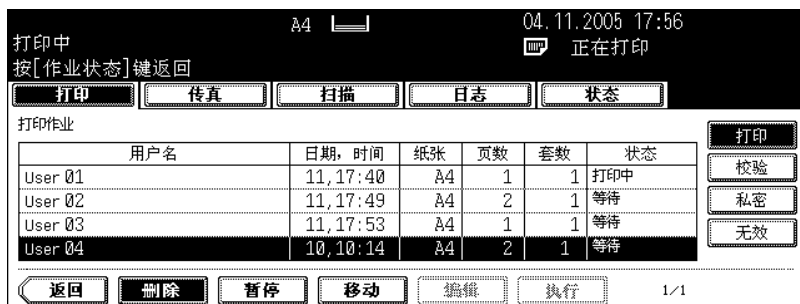 A4 04.11.2005 17:56
打印中 正在打印
按[作业状态]键返回
打印 传真 扫描 日志 状态
打印作业 打印
用户名 日期，时间 纸张 页数 套数 状态
User 01 11,17:40 A4 1 1 打印中
校验
User 02 11,17:49 A4 2 1 等待
私密
User 03 11,17:53 A4 1 1 等待
无效
User 04 10,10:14 A4 2 1 等待
返回 删除 暂停 移动 编辑 执行 1/1